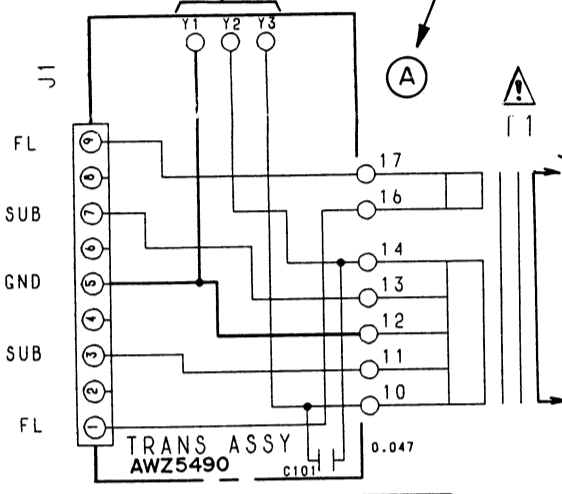 Y1 Y2 Y3
J1
A
T1
FL 9
8
SUB 7
6
GND 5
4
SUB 3
2
FL 1
17
16
14
13
12
11
10
TRANS ASSY
AWZ5490
C101
0.047